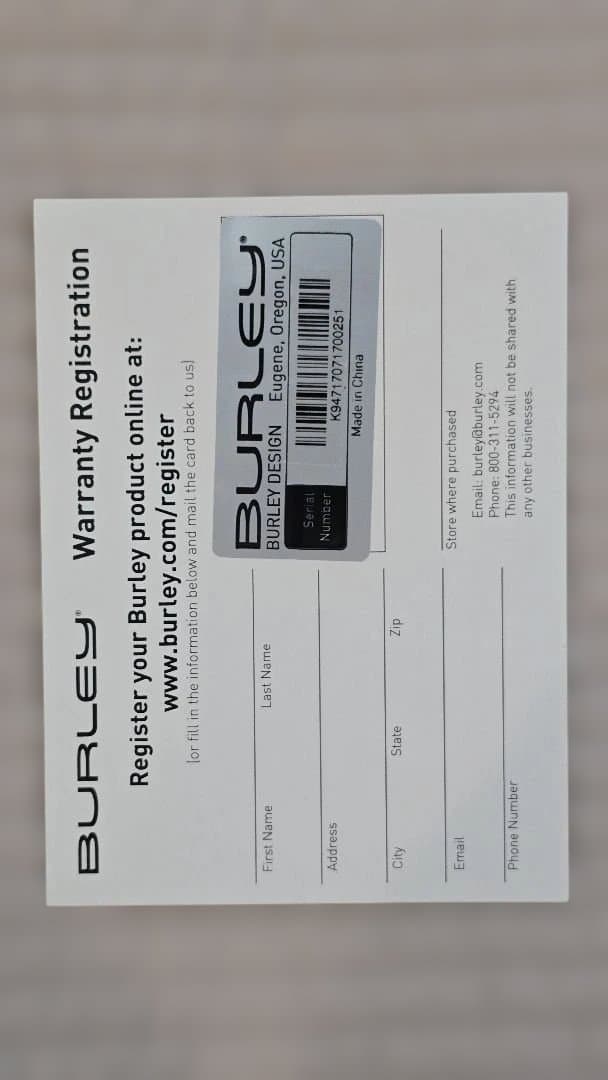 BURLEY® Warranty Registration
Register your Burley product online at:
www.burley.com/register
(or fill in the information below and mail the card back to us)
BURLEY®
BURLEY DESIGN Eugene, Oregon, USA
Serial
Number
K94717071700251
Made in China
First Name Last Name
Address
City State Zip
Email
Phone Number
Store where purchased
Email: burley@burley.com
Phone: 800-311-5294
This information will not be shared with
any other businesses.